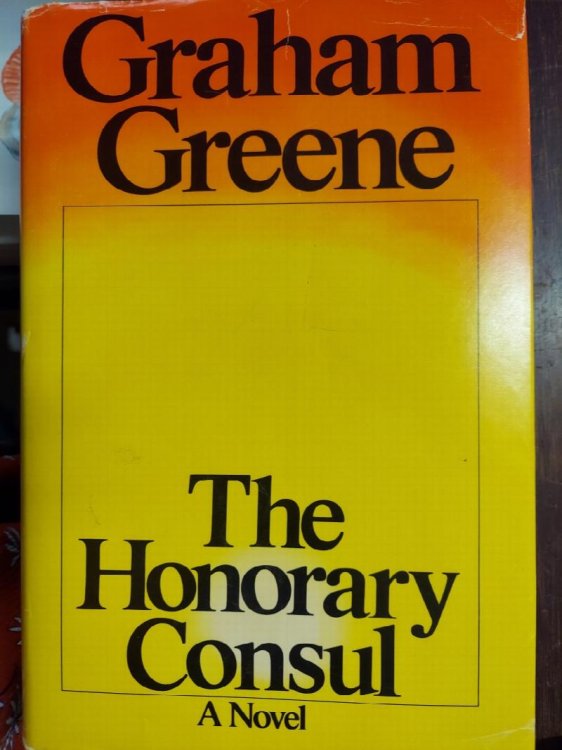 Graham
Greene
The
Honorary
Consul
A Novel